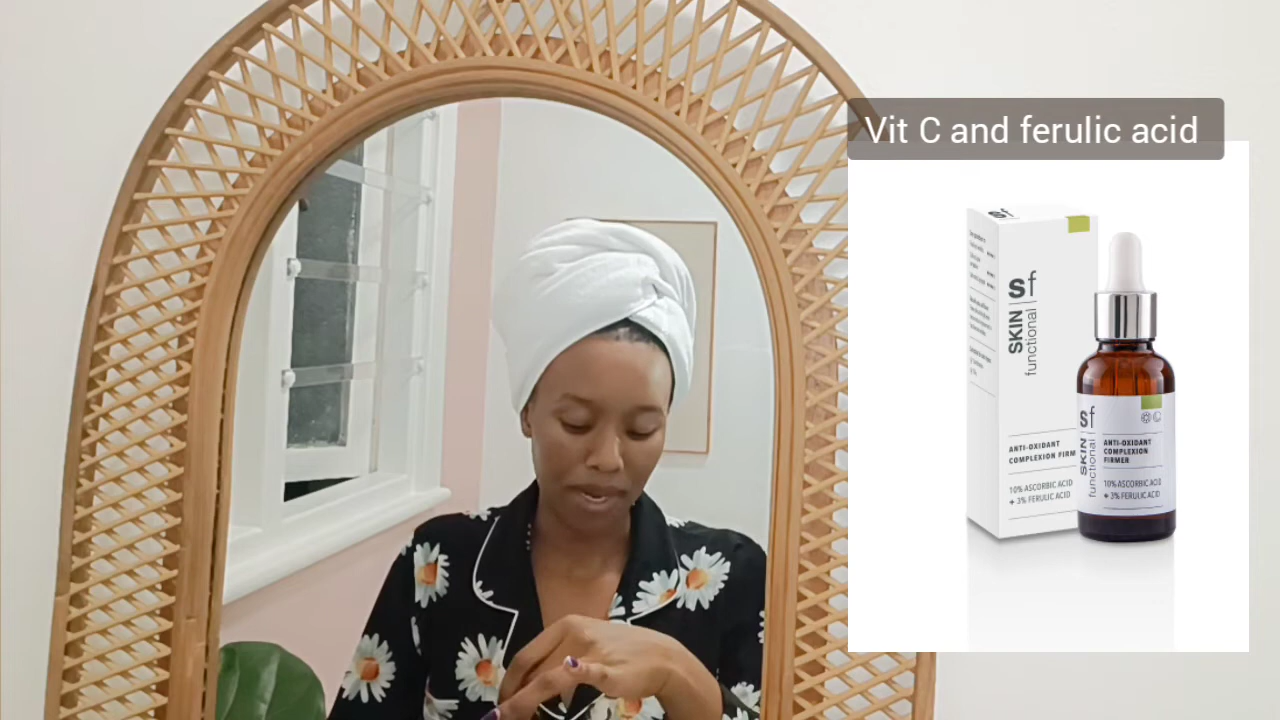 Vit C and ferulic acid
sf
sf
SKIN
functional
ANTI-OXIDANT
COMPLEXION FIRM
10% ASCORBIC ACID
+ 3% FERULIC ACID
sf
SKIN
functional
ANTI-OXIDANT
COMPLEXION
FIRMER
10% ASCORBIC ACID
+ 3% FERULIC ACID